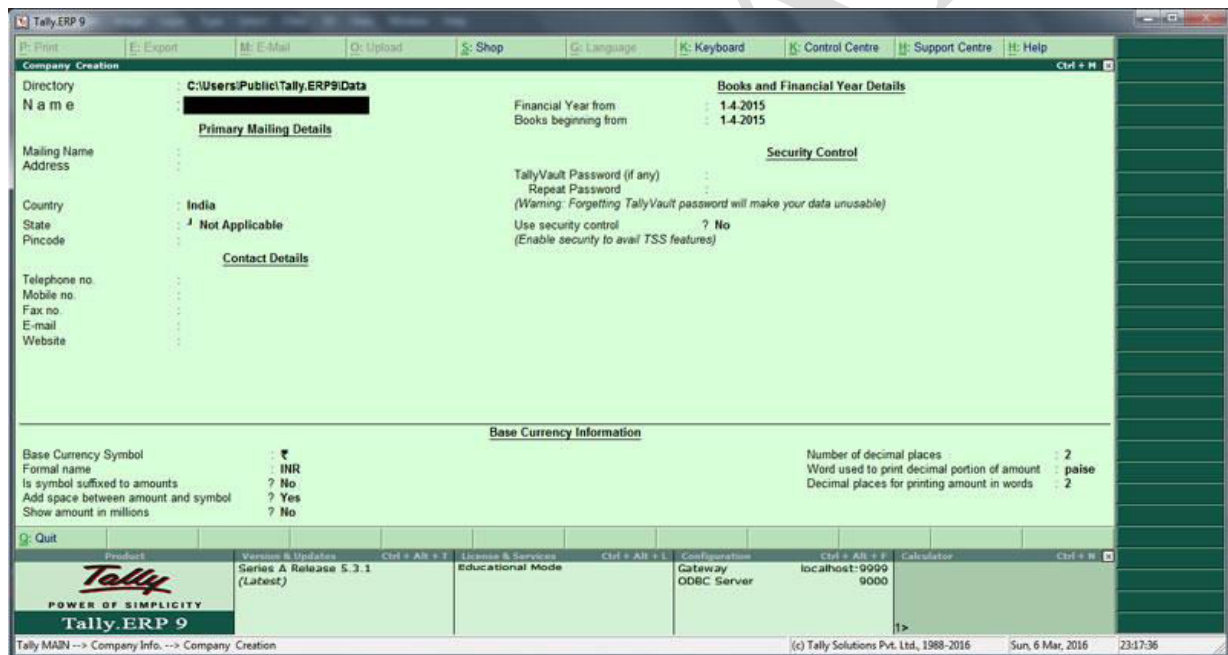 Tally.ERP 9
P: Print E: Export M: E-Mail O: Upload S: Shop G: Language K: Keyboard K: Control Centre H: Support Centre H: Help
Company Creation Ctrl + M
Directory : C:\Users\Public\Tally.ERP9\Data
Name :
Primary Mailing Details
Mailing Name :
Address :
Country : India
State : ┘ Not Applicable
Pincode :
Contact Details
Telephone no. :
Mobile no. :
Fax no. :
E-mail :
Website :
Books and Financial Year Details
Financial Year from : 1-4-2015
Books beginning from : 1-4-2015
Security Control
TallyVault Password (if any) :
Repeat Password :
(Warning: Forgetting TallyVault password will make your data unusable)
Use security control ? No
(Enable security to avail TSS features)
Base Currency Information
Base Currency Symbol : ₹
Formal name : INR
Is symbol suffixed to amounts ? No
Add space between amount and symbol ? Yes
Show amount in millions ? No
Number of decimal places : 2
Word used to print decimal portion of amount : paise
Decimal places for printing amount in words : 2
Q: Quit
Product
Tally
POWER OF SIMPLICITY
Tally.ERP 9
Version & Updates Ctrl + Alt + T
Series A Release 5.3.1
(Latest)
License & Services Ctrl + Alt + L
Educational Mode
Configuration Ctrl + Alt + F
Gateway localhost:9999
ODBC Server 9000
Calculator Ctrl + N
1>
Tally MAIN --> Company Info. --> Company Creation (c) Tally Solutions Pvt. Ltd., 1988-2016 Sun, 6 Mar, 2016 23:17:36